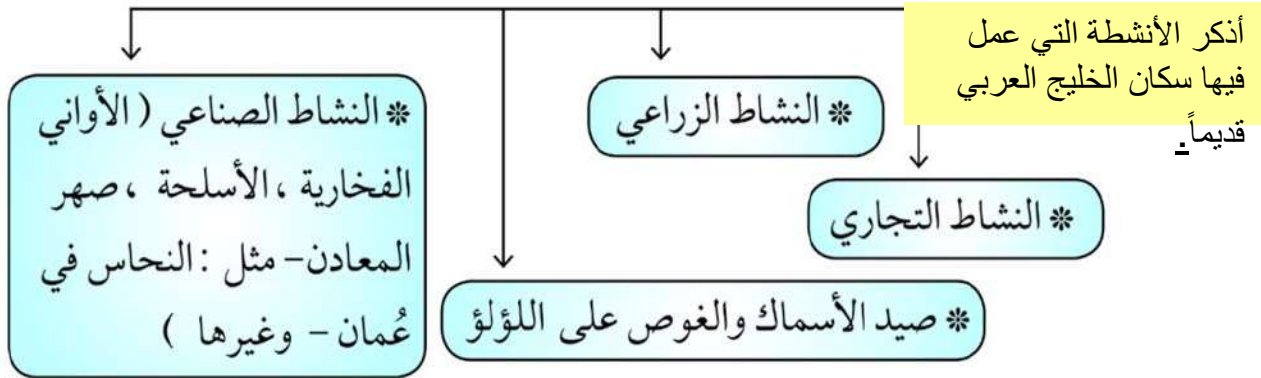 أذكر الأنشطة التي عمل
فيها سكان الخليج العربي
قديماً.
* النشاط التجاري
* النشاط الزراعي
* صيد الأسماك والغوص على اللؤلؤ
* النشاط الصناعي ( الأواني
الفخارية ، الأسلحة ، صهر
المعادن – مثل : النحاس في
عُمان – وغيرها )